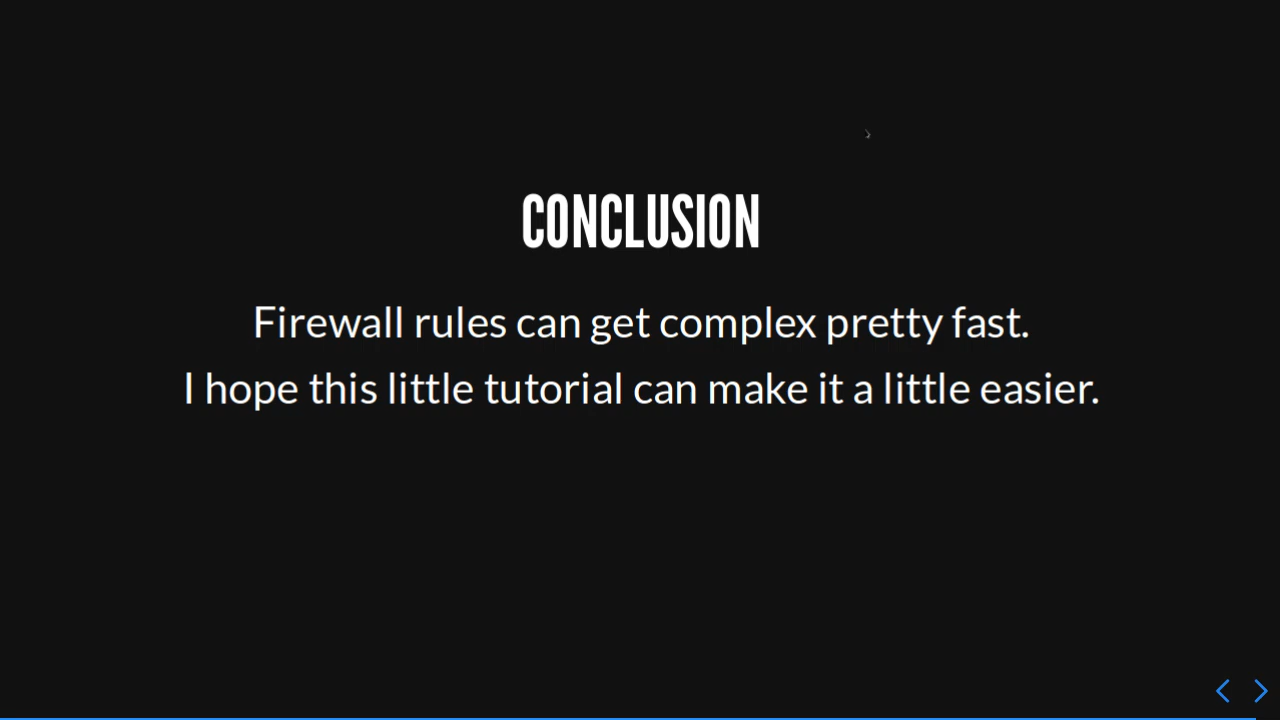 CONCLUSION
Firewall rules can get complex pretty fast.
I hope this little tutorial can make it a little easier.